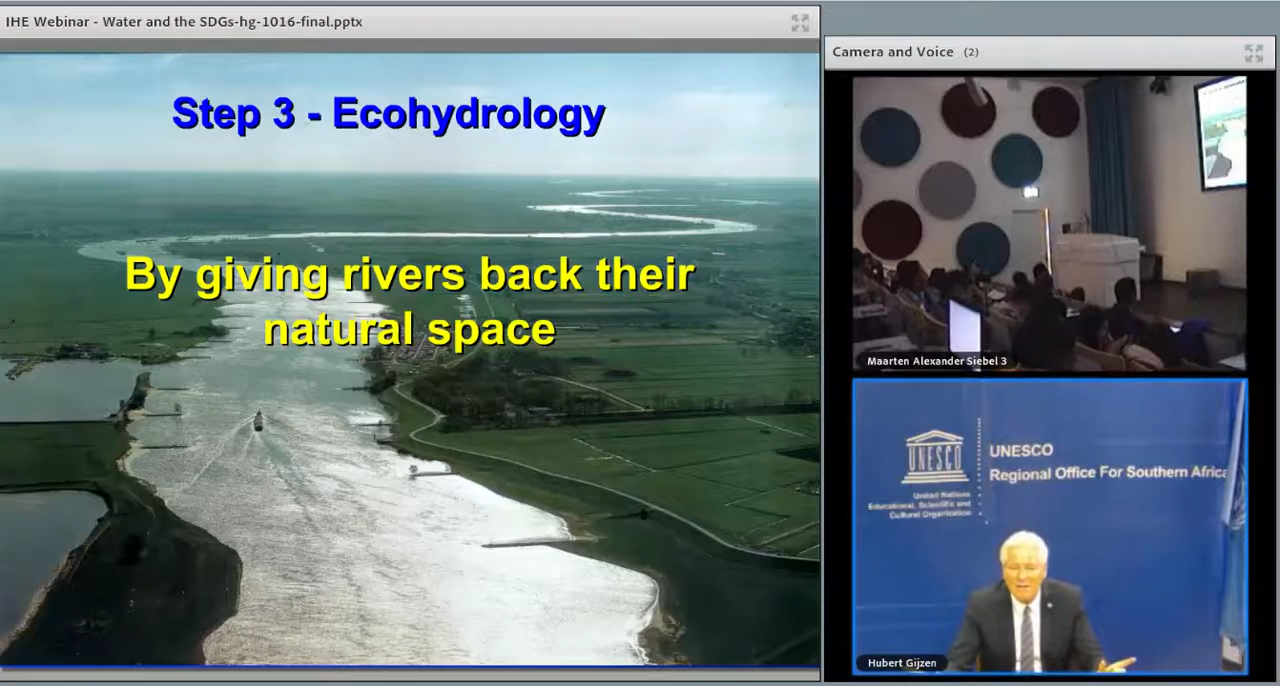 IHE Webinar - Water and the SDGs-hg-1016-final.pptx
Step 3 - Ecohydrology
By giving rivers back their
natural space
Camera and Voice (2)
Maarten Alexander Siebel 3
UNESCO
UNESCO
Regional Office For Southern Africa
United Nations
Educational, Scientific and
Cultural Organization
Hubert Gijzen